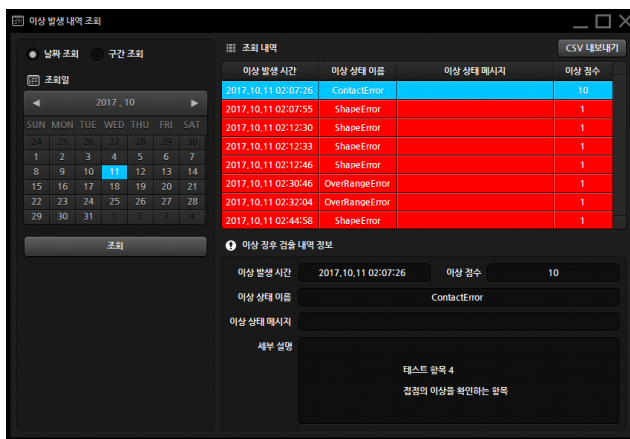 이상 발생 내역 조회
날짜 조회 구간 조회
조회일
2017 . 10
SUN MON TUE WED THU FRI SAT
24 25 26 27 28 29 30
1 2 3 4 5 6 7
8 9 10 11 12 13 14
15 16 17 18 19 20 21
22 23 24 25 26 27 28
29 30 31 1 2 3 4
조회
조회 내역 CSV 내보내기
이상 발생 시간 이상 상태 이름 이상 상태 메시지 이상 점수
2017.10.11 02:07:26 ContactError 10
2017.10.11 02:07:55 ShapeError 1
2017.10.11 02:12:30 ShapeError 1
2017.10.11 02:12:33 ShapeError 1
2017.10.11 02:12:46 ShapeError 1
2017.10.11 02:30:46 OverRangeError 1
2017.10.11 02:32:04 OverRangeError 1
2017.10.11 02:44:58 ShapeError 1
이상 징후 검출 내역 정보
이상 발생 시간 2017.10.11 02:07:26 이상 점수 10
이상 상태 이름 ContactError
이상 상태 메시지
세부 설명
테스트 항목 4
접점의 이상을 확인하는 항목